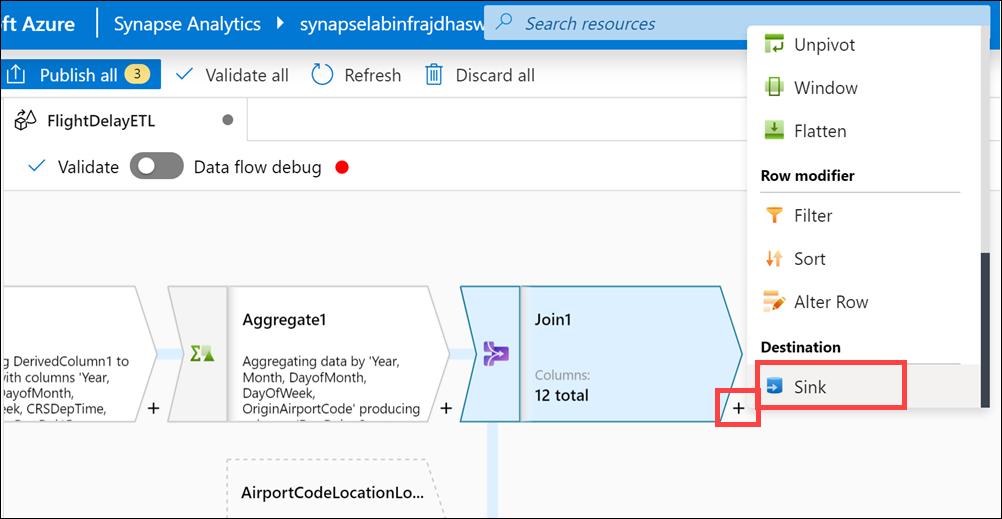 ft Azure
Synapse Analytics
synapselabinfrajdhasw
Search resources
Publish all 3
Validate all
Refresh
Discard all
FlightDelayETL
Validate
Data flow debug
Unpivot
Window
Flatten
Row modifier
Filter
Sort
Alter Row
Destination
Sink
g DerivedColumn1 to
with columns 'Year,
DayofMonth,
eek, CRSDepTime,
+
Aggregate1
Aggregating data by 'Year,
Month, DayofMonth,
DayOfWeek,
OriginAirportCode' producing
+
Join1
Columns:
12 total
+
AirportCodeLocationLo...